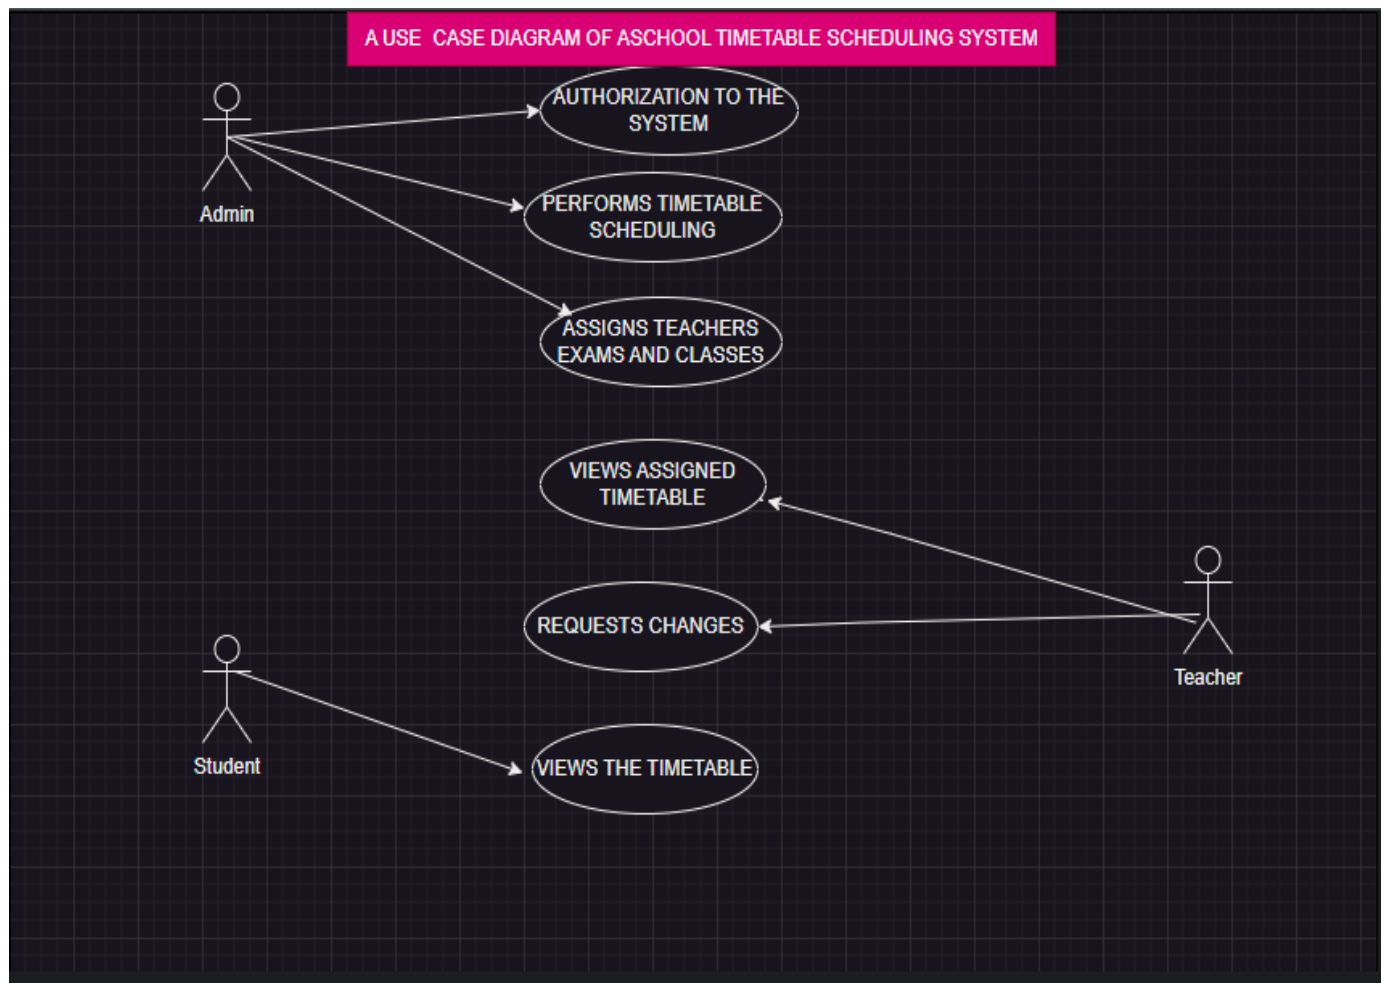 A USE CASE DIAGRAM OF ASCHOOL TIMETABLE SCHEDULING SYSTEM
AUTHORIZATION TO THE
SYSTEM
Admin
PERFORMS TIMETABLE
SCHEDULING
ASSIGNS TEACHERS
EXAMS AND CLASSES
VIEWS ASSIGNED
TIMETABLE
REQUESTS CHANGES
Teacher
Student
VIEWS THE TIMETABLE